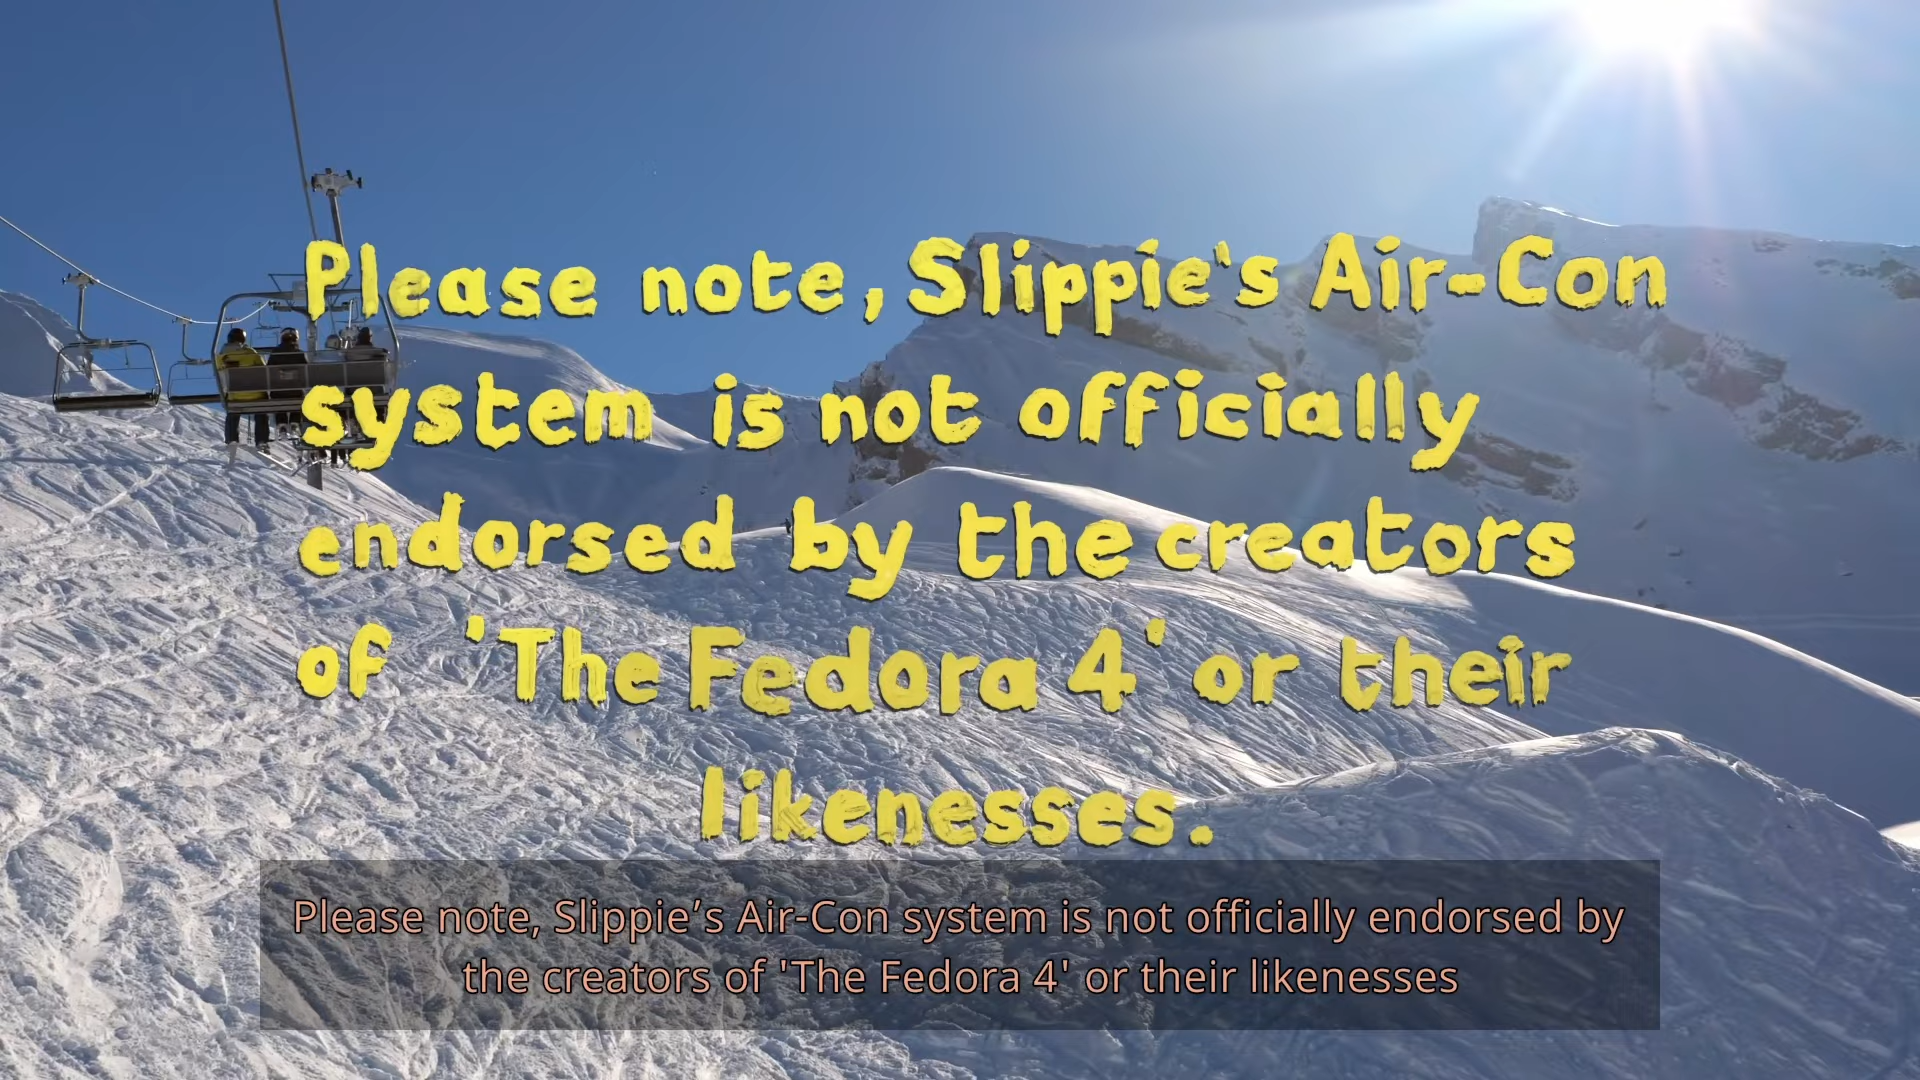 Please note, Slippie's Air-Con
system is not officially
endorsed by the creators
of 'The Fedora 4' or their
likenesses.
Please note, Slippie’s Air-Con system is not officially endorsed by
the creators of 'The Fedora 4' or their likenesses